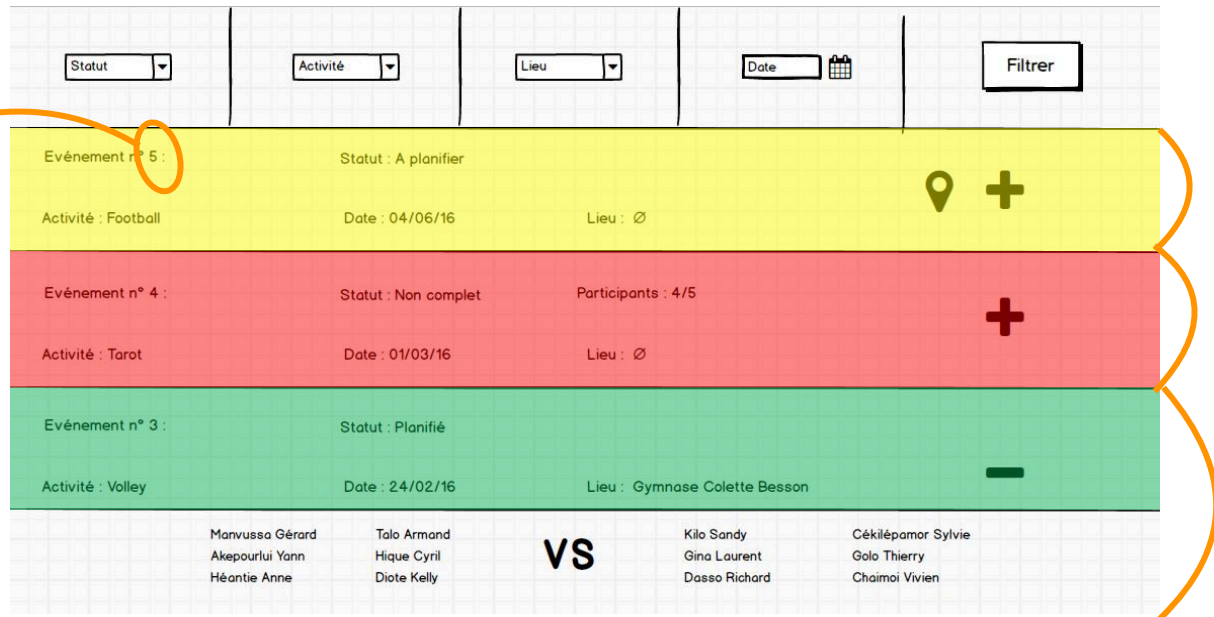 Statut Activité Lieu Date Filtrer
Evénement n° 5 : Statut : A planifier
Activité : Football Date : 04/06/16 Lieu : Ø
Evénement n° 4 : Statut : Non complet Participants : 4/5
Activité : Tarot Date : 01/03/16 Lieu : Ø
Evénement n° 3 : Statut : Planifié
Activité : Volley Date : 24/02/16 Lieu : Gymnase Colette Besson
Manvussa Gérard Talo Armand Kilo Sandy Cékilépamor Sylvie
Akepourlui Yann Hique Cyril VS Gina Laurent Golo Thierry
Héantie Anne Diote Kelly Dasso Richard Chaimoi Vivien